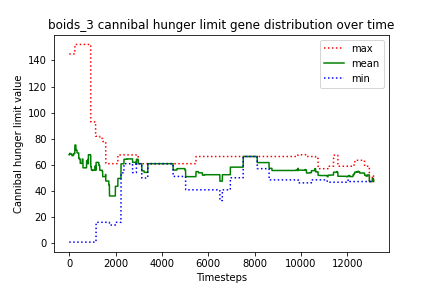 boids_3 cannibal hunger limit gene distribution over time
max
mean
min
Cannibal hunger limit value
140
120
100
80
60
40
20
0
0 2000 4000 6000 8000 10000 12000
Timesteps